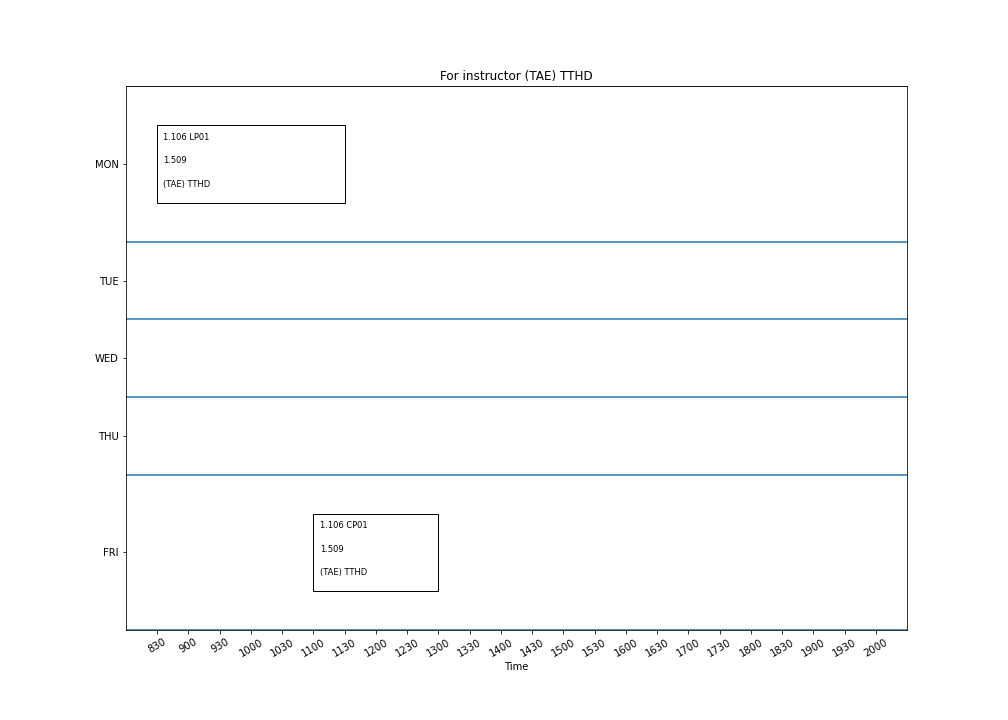 For instructor (TAE) TTHD
MON
1.106 LP01
1.509
(TAE) TTHD
TUE
WED
THU
FRI
1.106 CP01
1.509
(TAE) TTHD
830 900 930 1000 1030 1100 1130 1200 1230 1300 1330 1400 1430 1500 1530 1600 1630 1700 1730 1800 1830 1900 1930 2000
Time